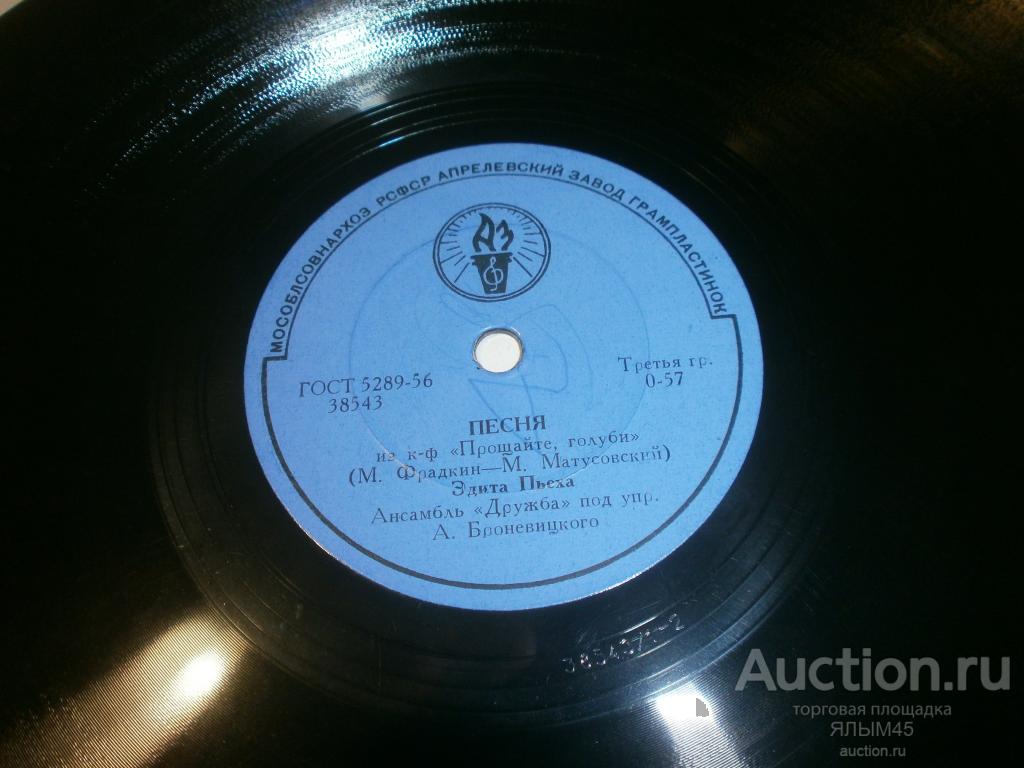 МОСОБЛСОВНАРХОЗ РСФСР АПРЕЛЕВСКИЙ ЗАВОД ГРАМПЛАСТИНОК
АЗ
ГОСТ 5289-56
38543
Третья гр.
0-57
ПЕСНЯ
из к-ф «Прощайте, голуби»
(М. Фрадкин—М. Матусовский)
Эдита Пьеха
Ансамбль «Дружба» под упр.
А. Броневицкого
Auction.ru
торговая площадка
ЯЛЫМ45
auction.ru